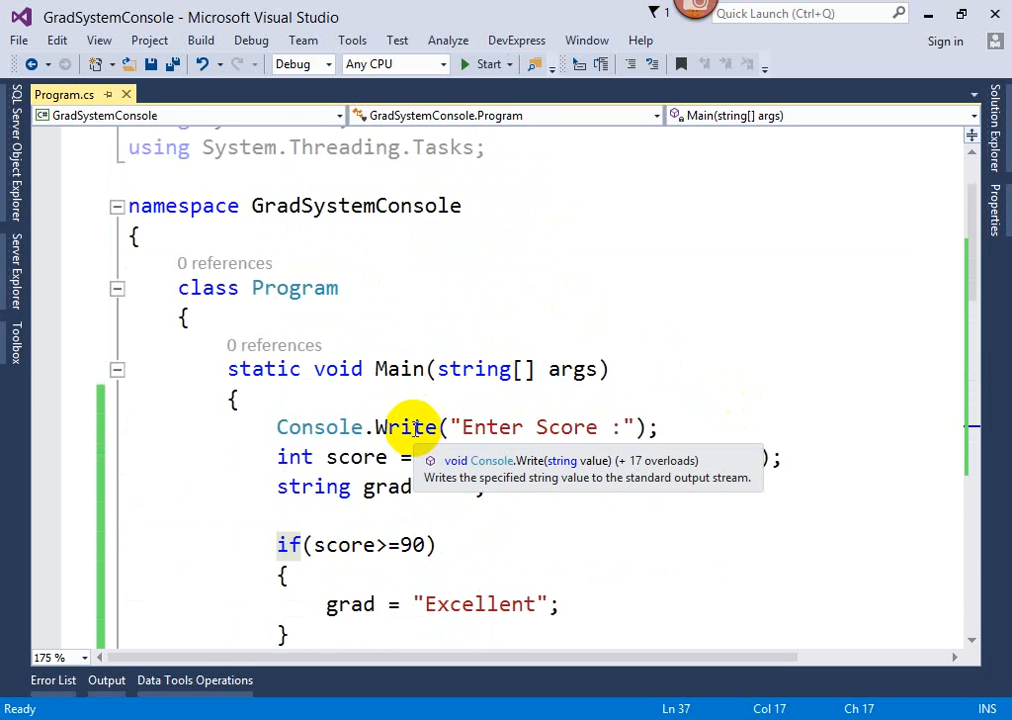 GradSystemConsole - Microsoft Visual Studio
1
Quick Launch (Ctrl+Q)
File Edit View Project Build Debug Team Tools Test Analyze DevExpress Window Help
Sign in
Debug
Any CPU
Start
Program.cs
GradSystemConsole
GradSystemConsole.Program
Main(string[] args)
SQL Server Object Explorer
Server Explorer
Toolbox
using System.Threading.Tasks;
namespace GradSystemConsole
{
0 references
class Program
{
0 references
static void Main(string[] args)
{
Console.Write("Enter Score :");
int score =
);
void Console.Write(string value) (+ 17 overloads)
Writes the specified string value to the standard output stream.
string grad
if(score>=90)
{
grad = "Excellent";
}
Solution Explorer
Properties
175 %
Error List Output Data Tools Operations
Ready
Ln 37
Col 17
Ch 17
INS